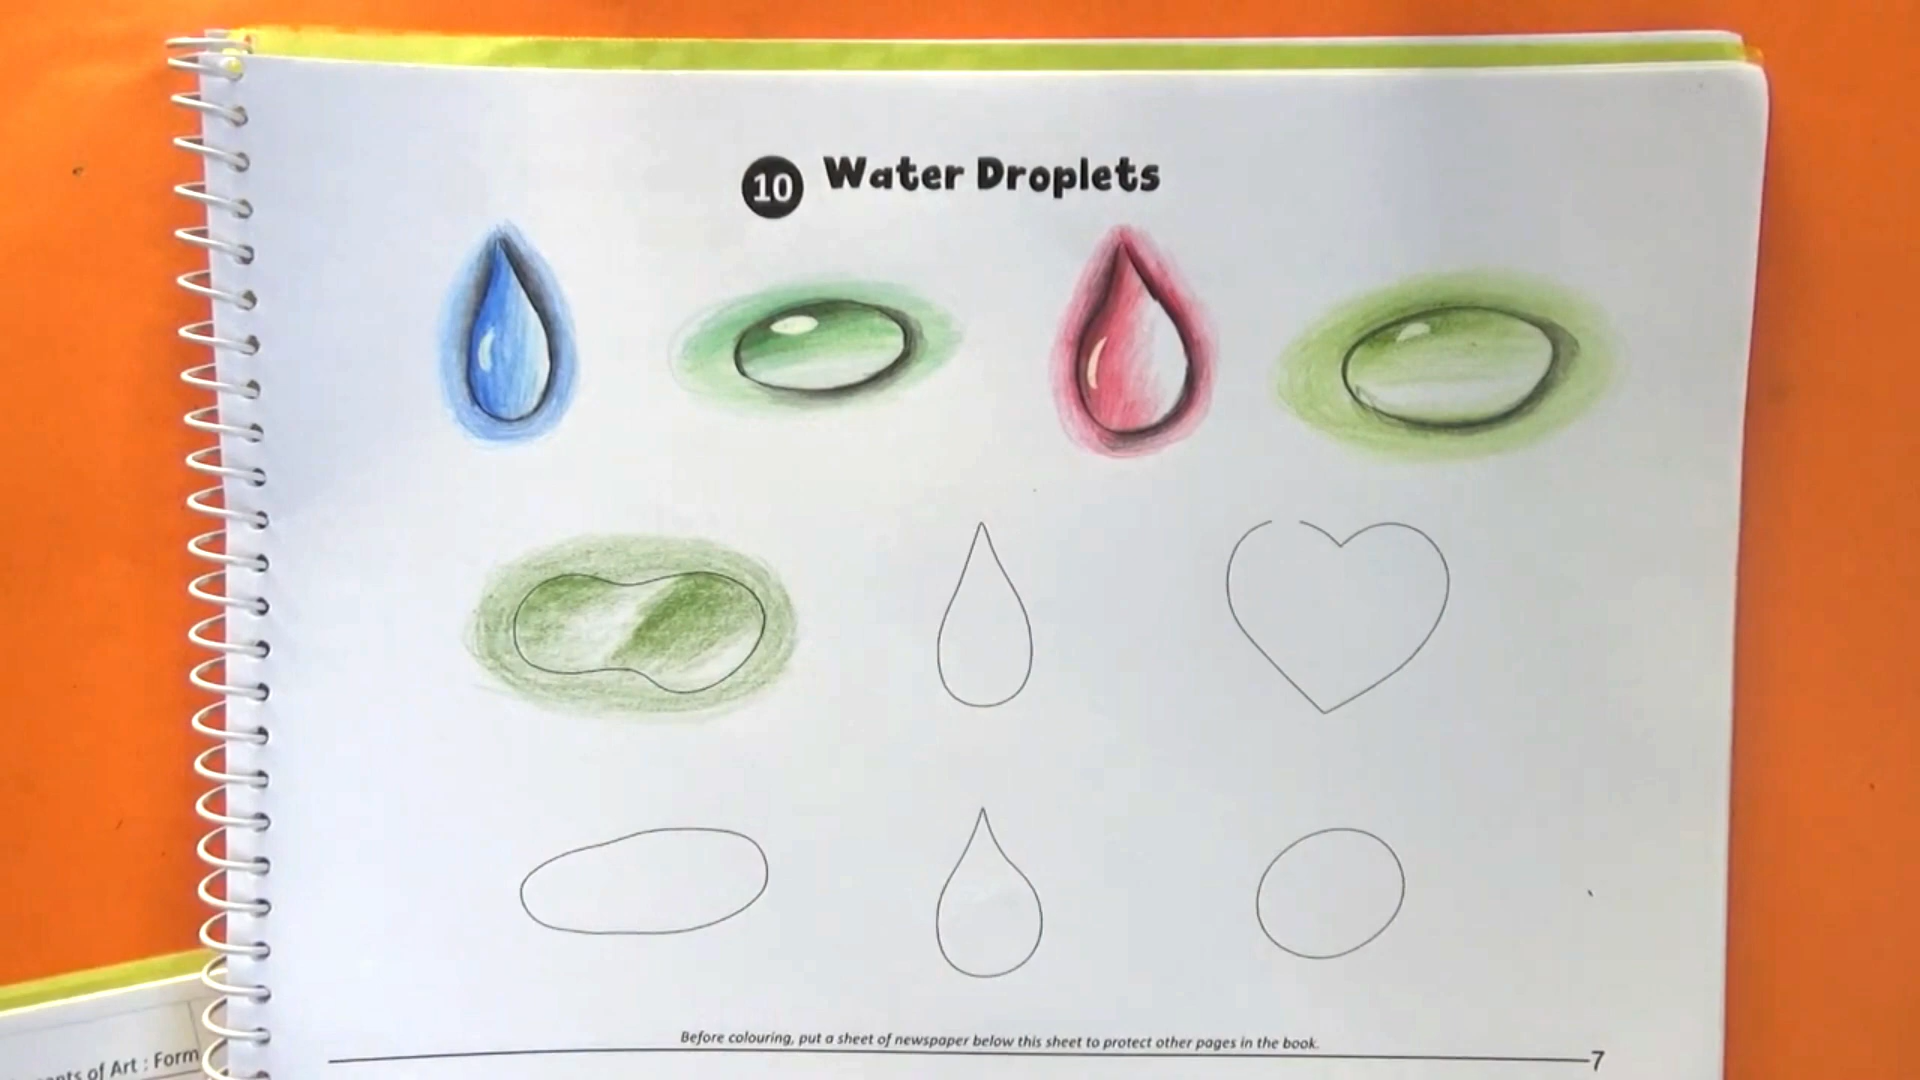 10 Water Droplets
Before colouring, put a sheet of newspaper below this sheet to protect other pages in the book.
7
of Art : Form